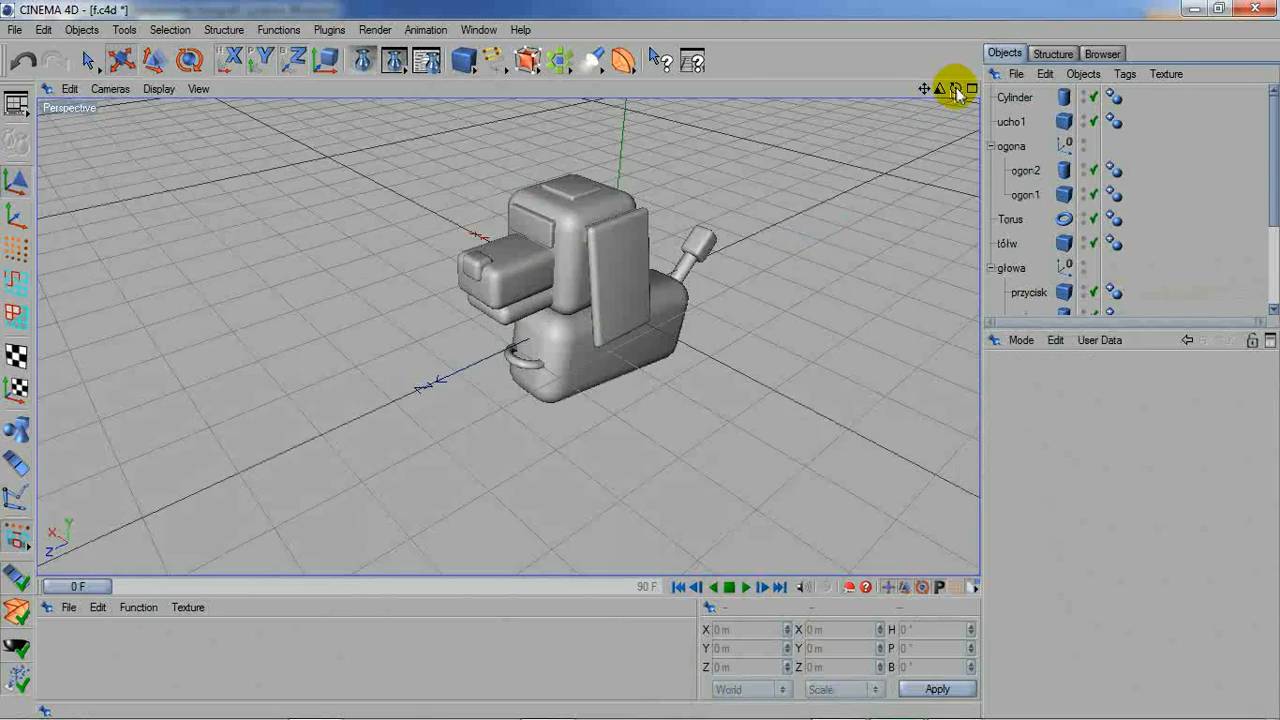 CINEMA 4D - [f.c4d *]
File Edit Objects Tools Selection Structure Functions Plugins Render Animation Window Help
X Y Z
Objects Structure Browser
File Edit Objects Tags Texture
Edit Cameras Display View
Perspective
Cylinder
ucho1
ogona
ogon2
ogon1
Torus
tółw
głowa
przycisk
Mode Edit User Data
X Y Z
0 F 90 F
File Edit Function Texture
X 0 m X 0 m H 0 °
Y 0 m Y 0 m P 0 °
Z 0 m Z 0 m B 0 °
World Scale Apply